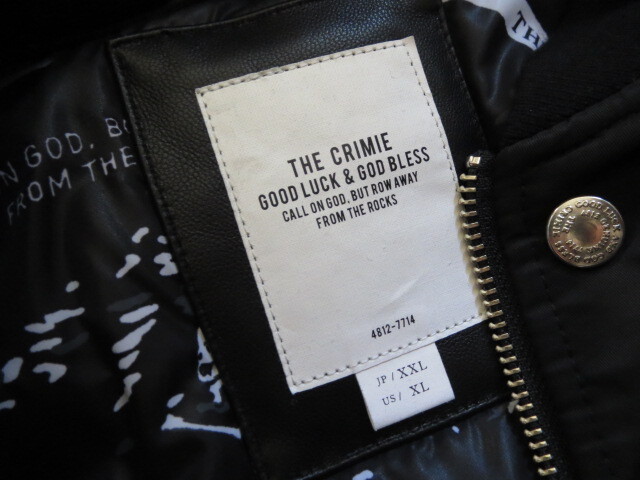 TH
N GOD, BU
FROM THE
THE CRIMIE
GOOD LUCK & GOD BLESS
CALL ON GOD, BUT ROW AWAY
FROM THE ROCKS
4812-7714
JP / XXL
US / XL